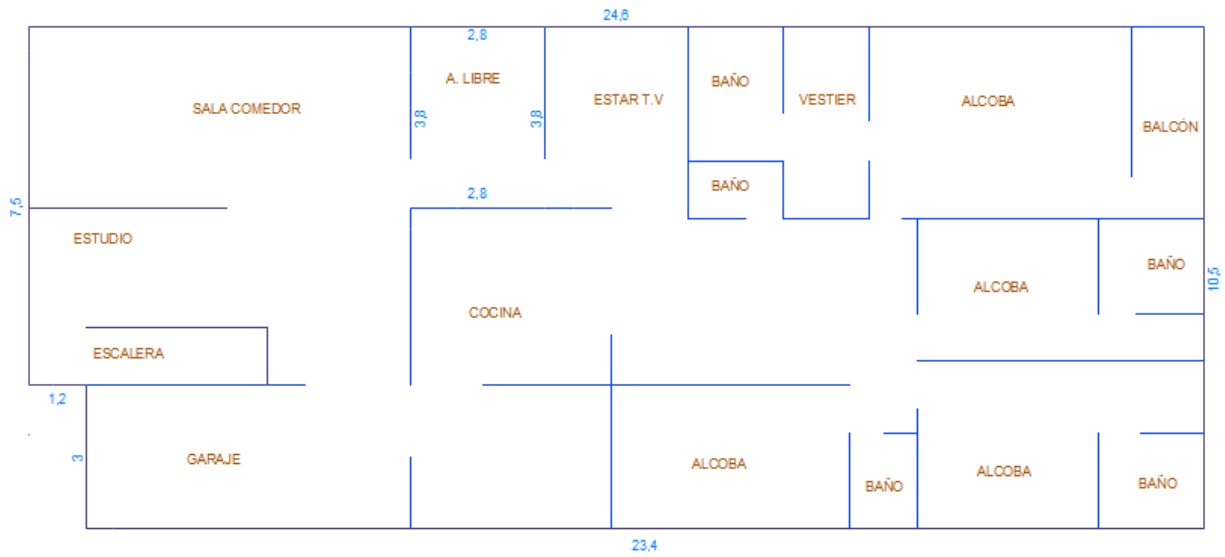 24,6
2,8
A. LIBRE
BAÑO
ESTAR T.V
VESTIER
ALCOBA
SALA COMEDOR
3,8
3,8
BALCÓN
BAÑO
2,8
7,5
ESTUDIO
BAÑO
10,5
ALCOBA
COCINA
ESCALERA
1,2
3
GARAJE
ALCOBA
ALCOBA
BAÑO
BAÑO
23,4